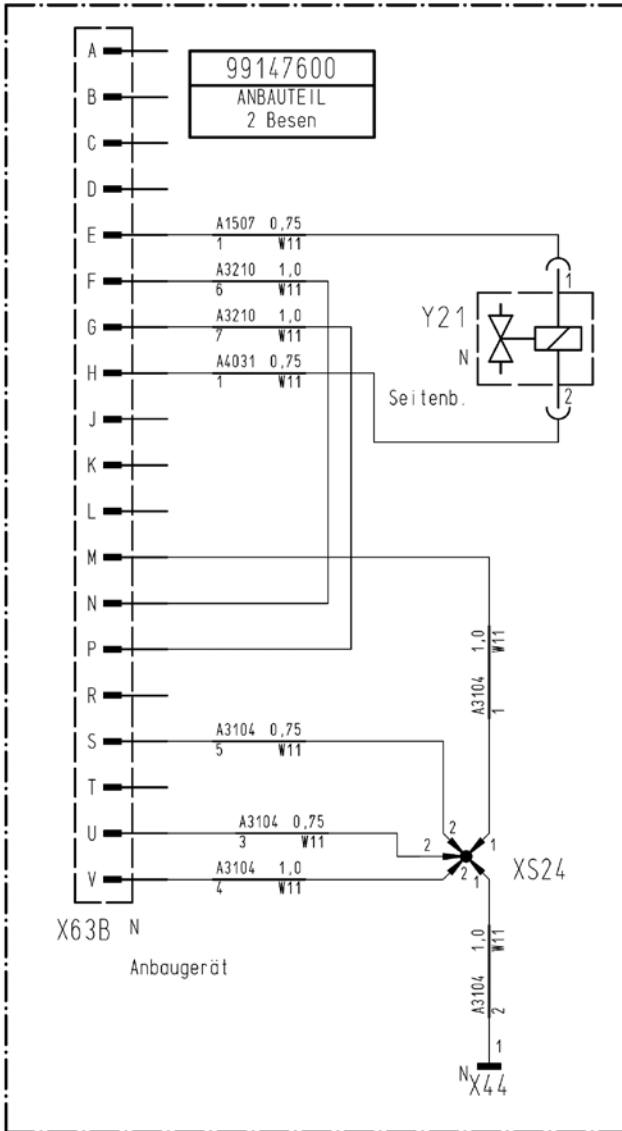 A
99147600
ANBAUTEIL
2 Besen
B
C
D
E
A1507 0,75
1 W11
F
A3210 1,0
6 W11
1
G
A3210 1,0
7 W11
Y21
N
H
A4031 0,75
1 W11
Seitenb.
2
J
K
L
M
N
1,0
W11
A3104
1
P
R
S
A3104 0,75
5 W11
T
U
A3104 0,75
3 W11
2
2
1
2
1
XS24
V
A3104 1,0
4 W11
X63B N
Anbaugerät
1,0
W11
A3104
2
1
N
X44